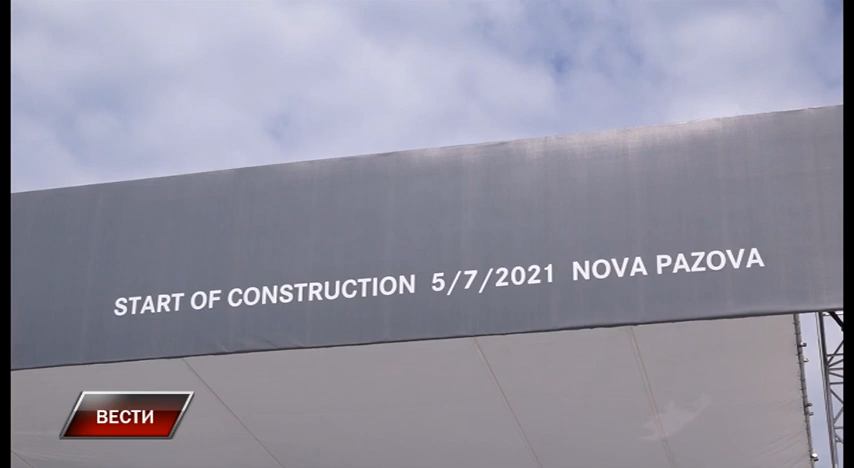 START OF CONSTRUCTION 5/7/2021 NOVA PAZOVA
ВЕСТИ